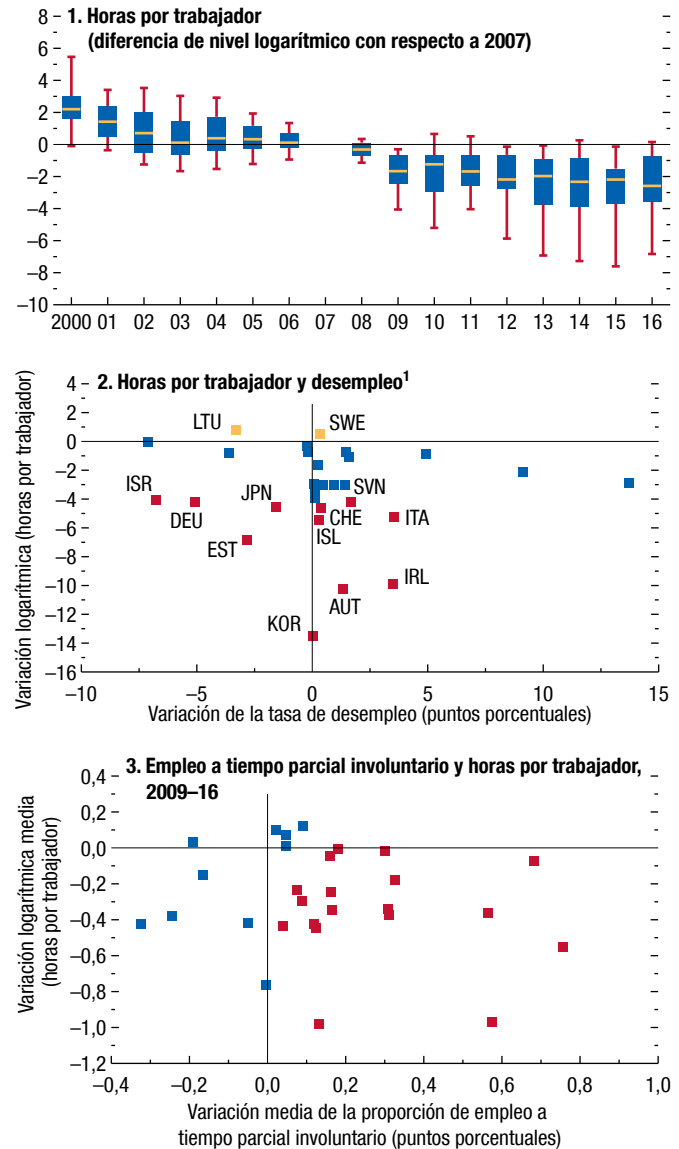 1. Horas por trabajador
(diferencia de nivel logarítmico con respecto a 2007)
8
6
4
2
0
–2
–4
–6
–8
–10
2000 01 02 03 04 05 06 07 08 09 10 11 12 13 14 15 16
2. Horas por trabajador y desempleo1
Variación logarítmica (horas por trabajador)
4
2
0
–2
–4
–6
–8
–10
–12
–14
–16
LTU
SWE
ISR
DEU
JPN
EST
SVN
CHE
ISL
ITA
IRL
AUT
KOR
–10 –5 0 5 10 15
Variación de la tasa de desempleo (puntos porcentuales)
3. Empleo a tiempo parcial involuntario y horas por trabajador,
2009–16
Variación logarítmica media
(horas por trabajador)
0,4
0,2
0,0
–0,2
–0,4
–0,6
–0,8
–1,0
–1,2
–0,4 –0,2 0,0 0,2 0,4 0,6 0,8 1,0
Variación media de la proporción de empleo a
tiempo parcial involuntario (puntos porcentuales)